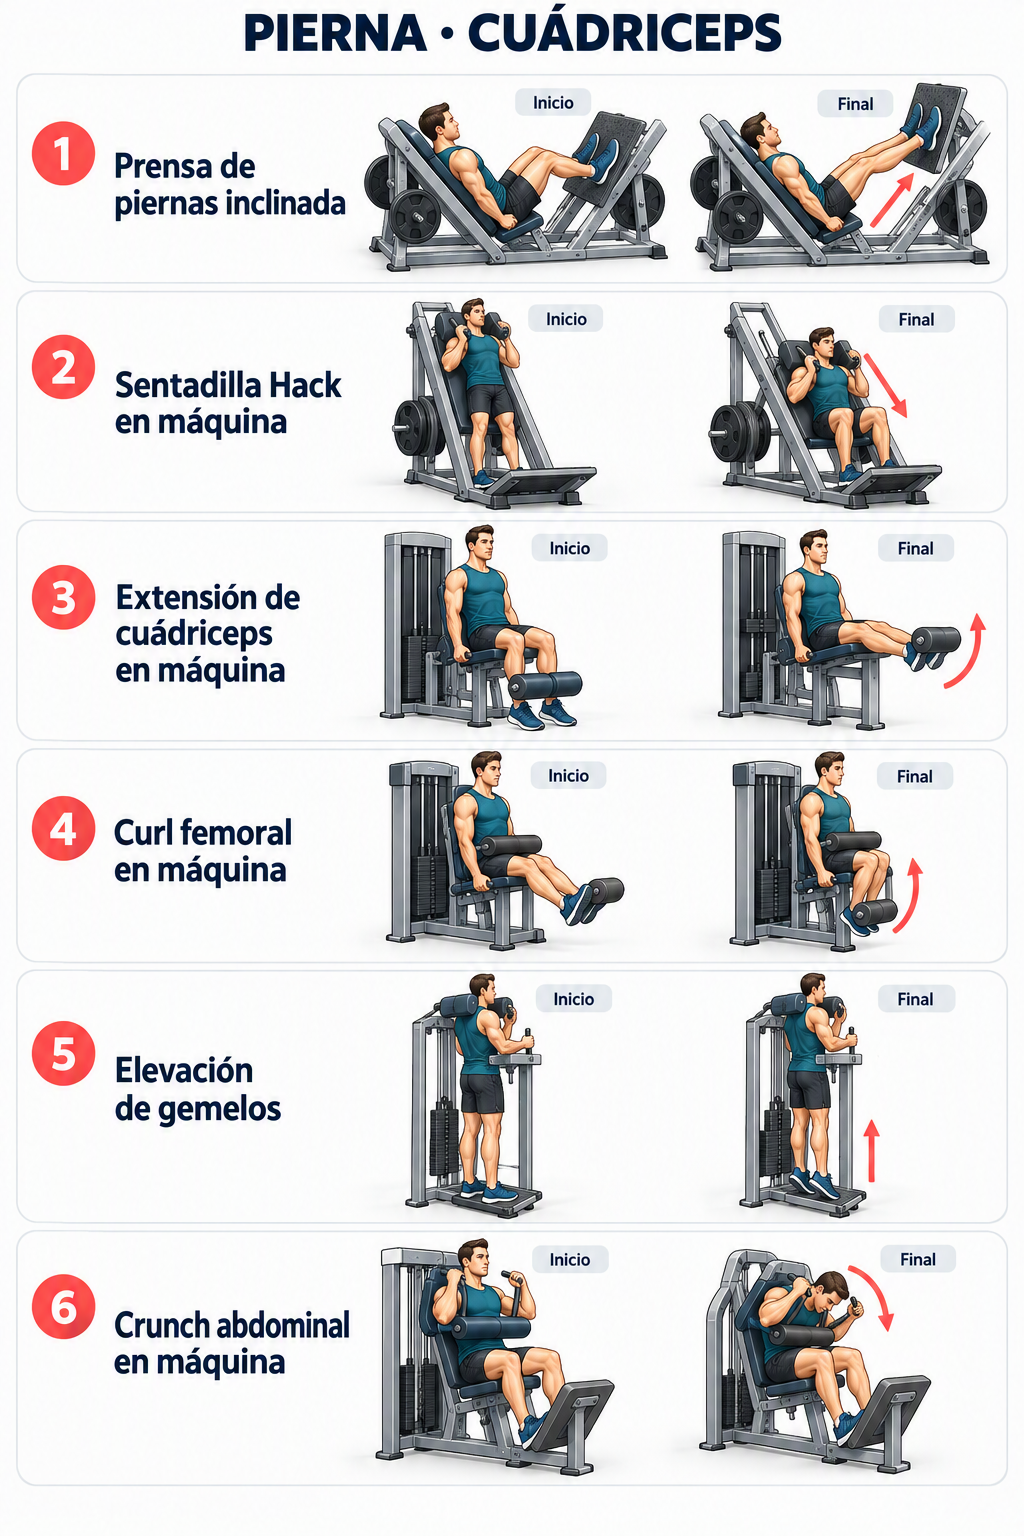 PIERNA · CUÁDRICEPS
1
Prensa de
piernas inclinada
Inicio
Final
2
Sentadilla Hack
en máquina
Inicio
Final
3
Extensión de
cuádriceps
en máquina
Inicio
Final
4
Curl femoral
en máquina
Inicio
Final
5
Elevación
de gemelos
Inicio
Final
6
Crunch abdominal
en máquina
Inicio
Final